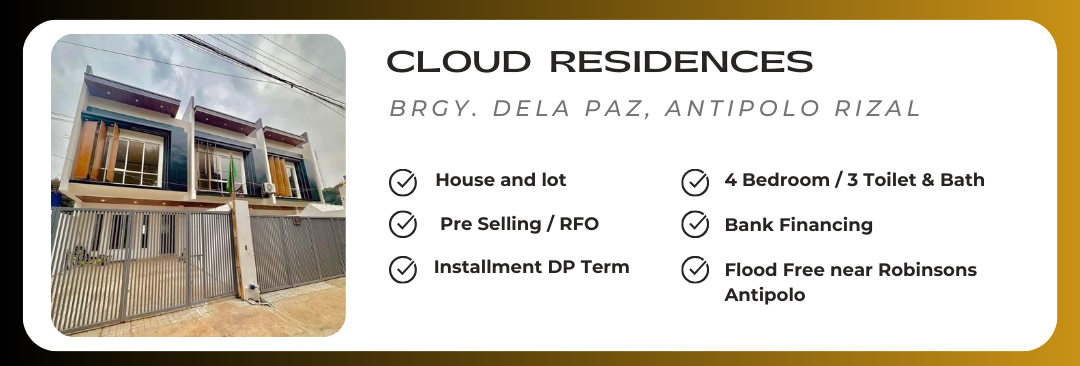 CLOUD RESIDENCES
BRGY. DELA PAZ, ANTIPOLO RIZAL
House and lot
Pre Selling / RFO
Installment DP Term
4 Bedroom / 3 Toilet & Bath
Bank Financing
Flood Free near Robinsons
Antipolo